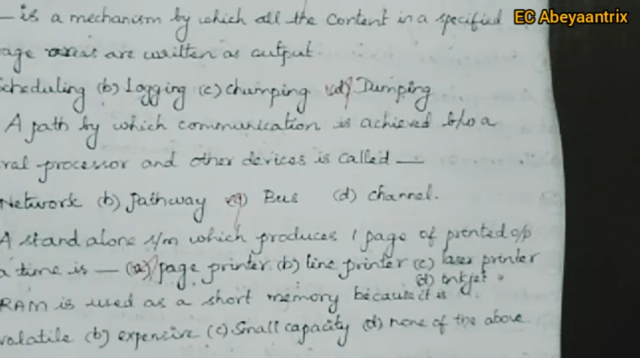 EC Abeyaantrix
— is a mechanism by which all the content in a specified
age areas are written as output.
cheduling (b) Logging (c) churnping (d) Dumping
A path by which communication is achieved b/w a
ral processor and other devices is called —
Network (b) Pathway (c) Bus (d) channel.
A stand alone s/m which produces 1 page of printed o/p
a time is — (a) page printer (b) line printer (c) laser printer
(d) Inkjet "
RAM is used as a short memory because it is
volatile (b) expensive (c) Small capacity (d) none of the above